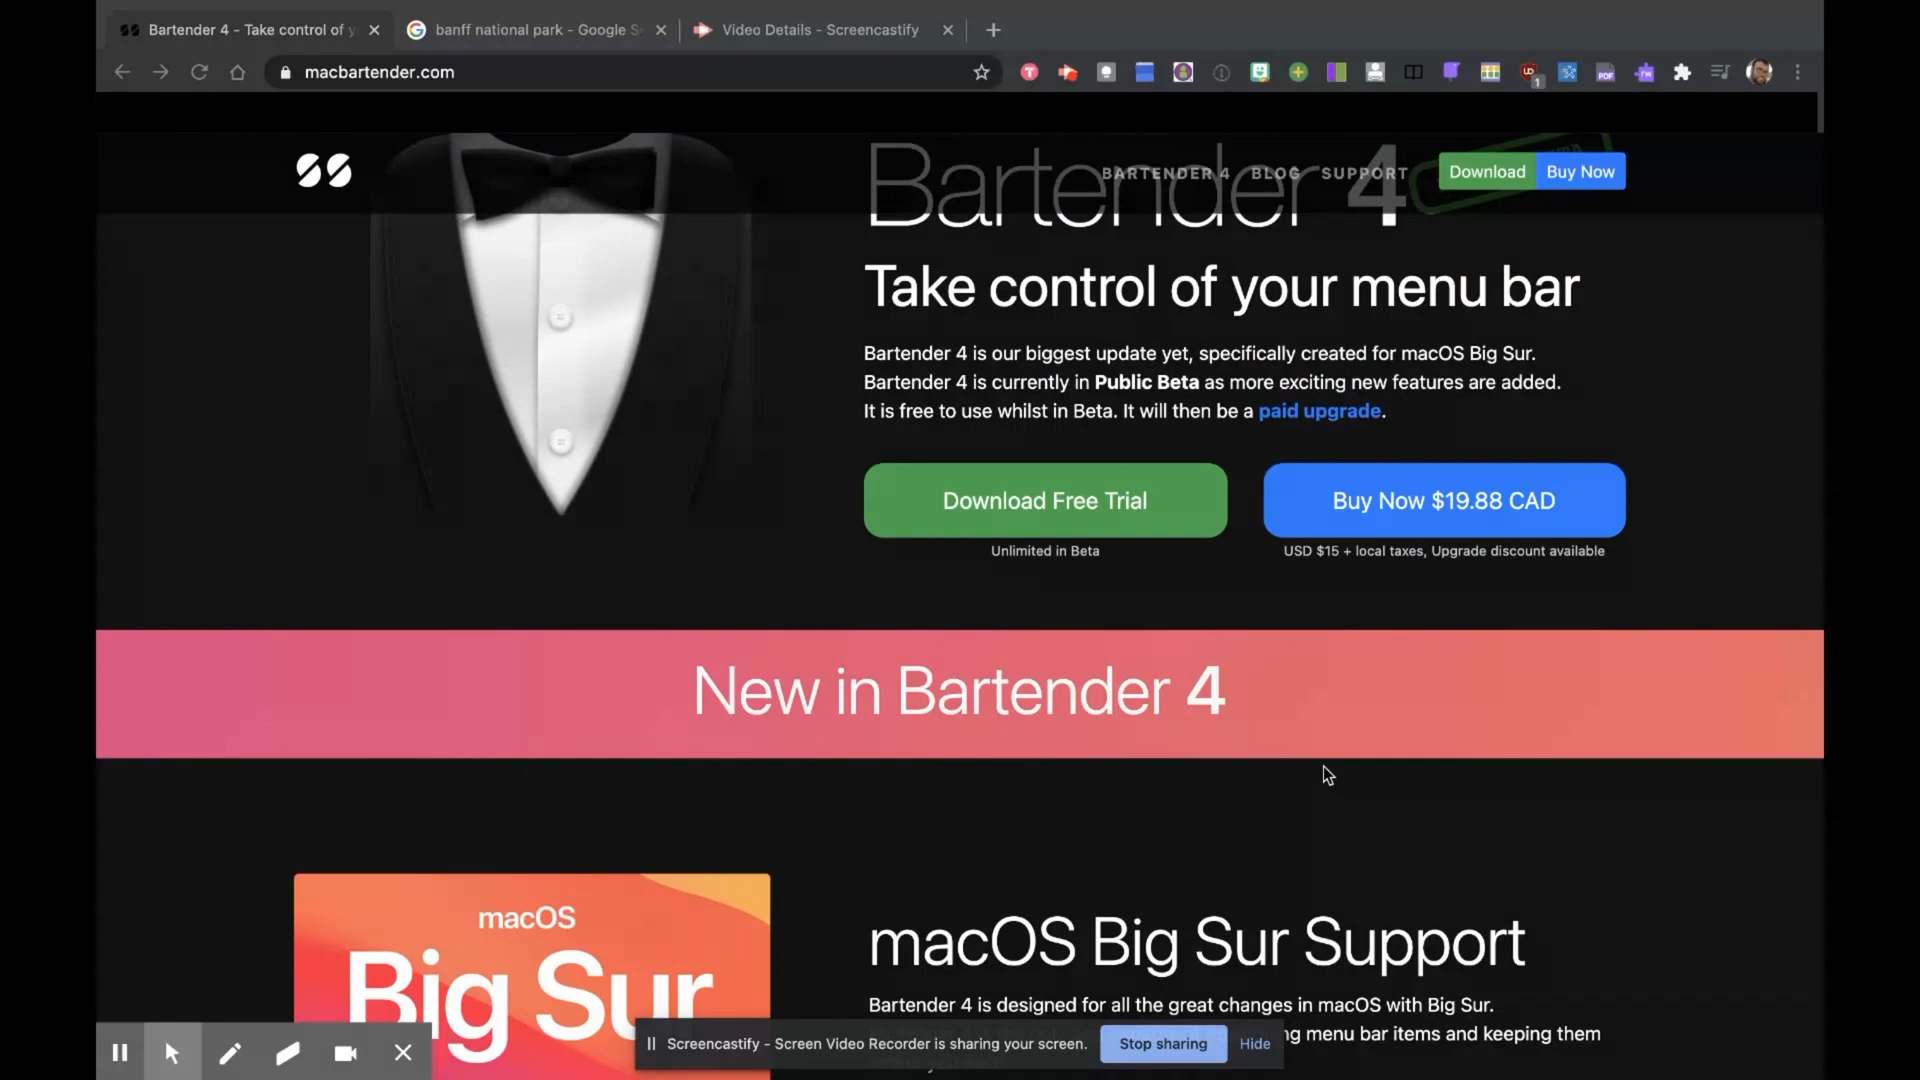 Bartender 4 - Take control of y
banff national park - Google S
Video Details - Screencastify
macbartender.com
1
PDF
BARTENDER 4
BLOG
SUPPORT
Download
Buy Now
Bartender 4
Take control of your menu bar
Bartender 4 is our biggest update yet, specifically created for macOS Big Sur.
Bartender 4 is currently in Public Beta as more exciting new features are added.
It is free to use whilst in Beta. It will then be a paid upgrade.
Download Free Trial
Buy Now $19.88 CAD
Unlimited in Beta
USD $15 + local taxes, Upgrade discount available
New in Bartender 4
macOS
Big Sur
macOS Big Sur Support
Bartender 4 is designed for all the great changes in macOS with Big Sur.
menu bar items and keeping them
Screencastify - Screen Video Recorder is sharing your screen.
Stop sharing
Hide